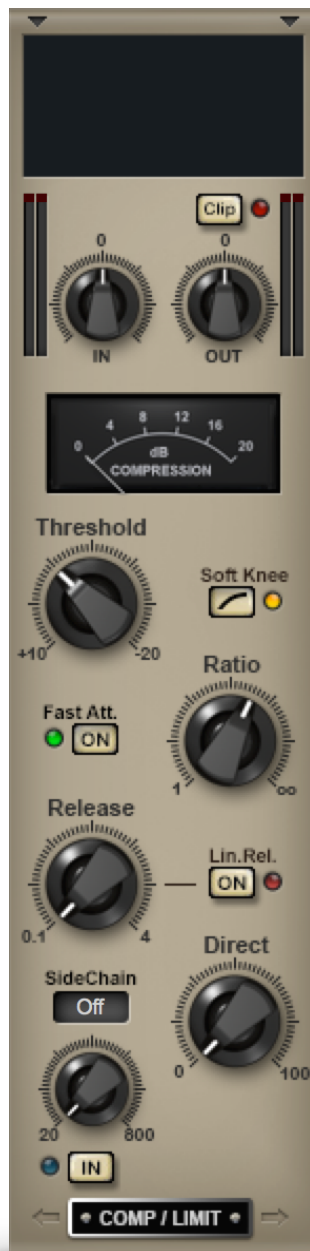 Clip
0 0
IN OUT
0 4 8 12 16 20
dB
COMPRESSION
Threshold
+10 -20
Soft Knee
Ratio
1 ∞
Fast Att.
ON
Release
0.1 4
Lin.Rel.
ON
Direct
0 100
SideChain
Off
20 800
IN
COMP / LIMIT